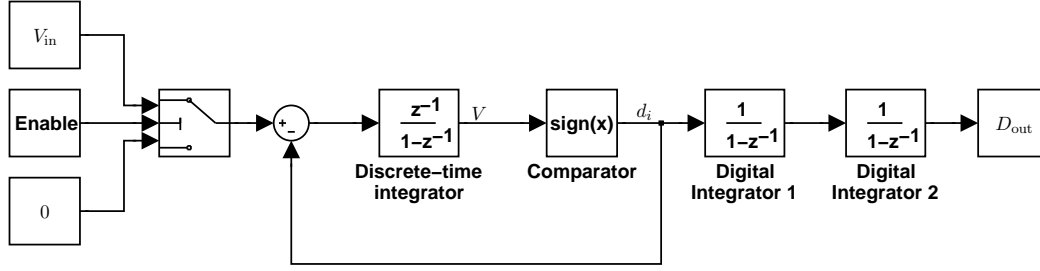 V_in
Enable
0
+
−
z⁻¹
1−z⁻¹
Discrete−time
integrator
V
sign(x)
Comparator
d_i
1
1−z⁻¹
Digital
Integrator 1
1
1−z⁻¹
Digital
Integrator 2
D_out